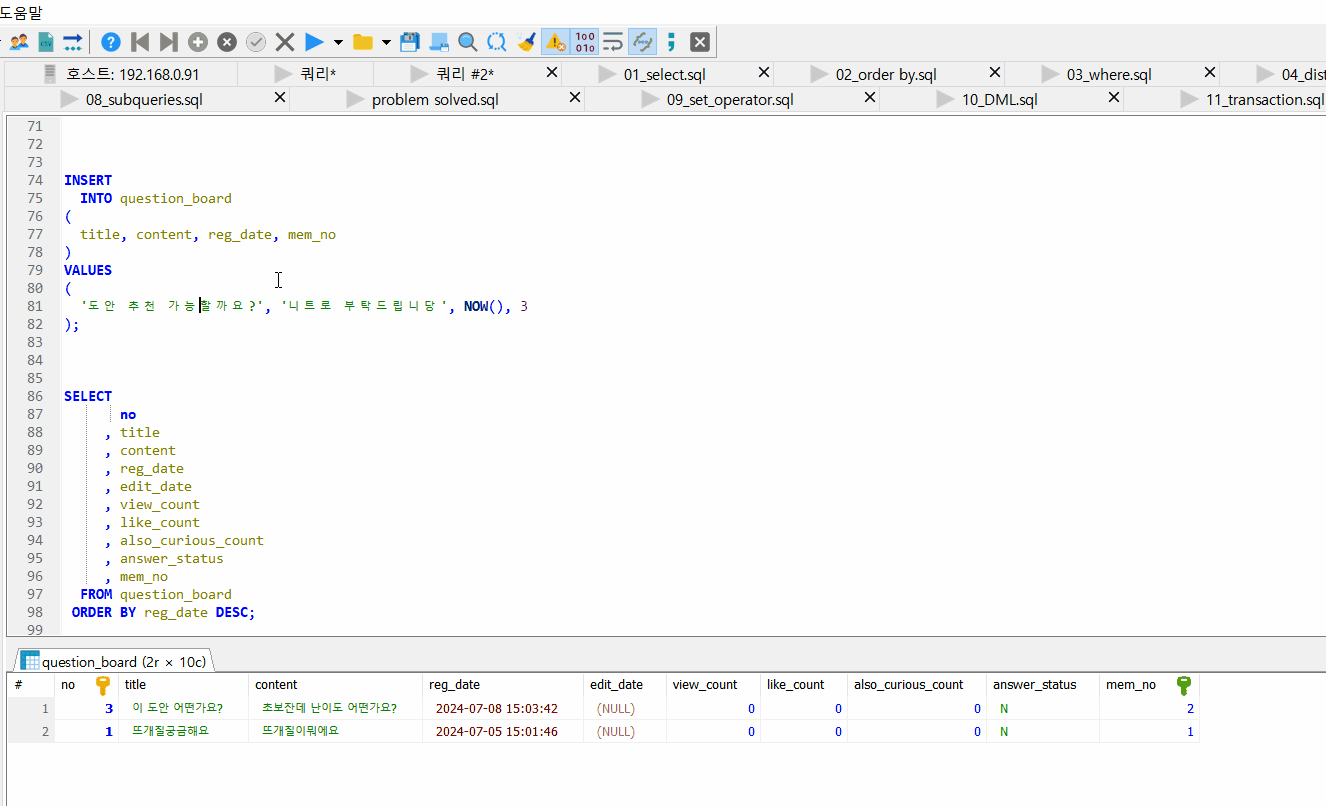 도움말
호스트: 192.168.0.91 쿼리* 쿼리 #2* 01_select.sql 02_order by.sql 03_where.sql 04_dist
08_subqueries.sql problem solved.sql 09_set_operator.sql 10_DML.sql 11_transaction.sql
71
72
73
74 INSERT
75 INTO question_board
76 (
77 title, content, reg_date, mem_no
78 )
79 VALUES
80 (
81 '도안 추천 가능할까요?', '니트로 부탁드립니당', NOW(), 3
82 );
83
84
85
86 SELECT
87 no
88 , title
89 , content
90 , reg_date
91 , edit_date
92 , view_count
93 , like_count
94 , also_curious_count
95 , answer_status
96 , mem_no
97 FROM question_board
98 ORDER BY reg_date DESC;
99
question_board (2r × 10c)
# no title content reg_date edit_date view_count like_count also_curious_count answer_status mem_no
1 3 이 도안 어떤가요? 초보잔데 난이도 어떤가요? 2024-07-08 15:03:42 (NULL) 0 0 0 N 2
2 1 뜨개질궁금해요 뜨개질이뭐에요 2024-07-05 15:01:46 (NULL) 0 0 0 N 1